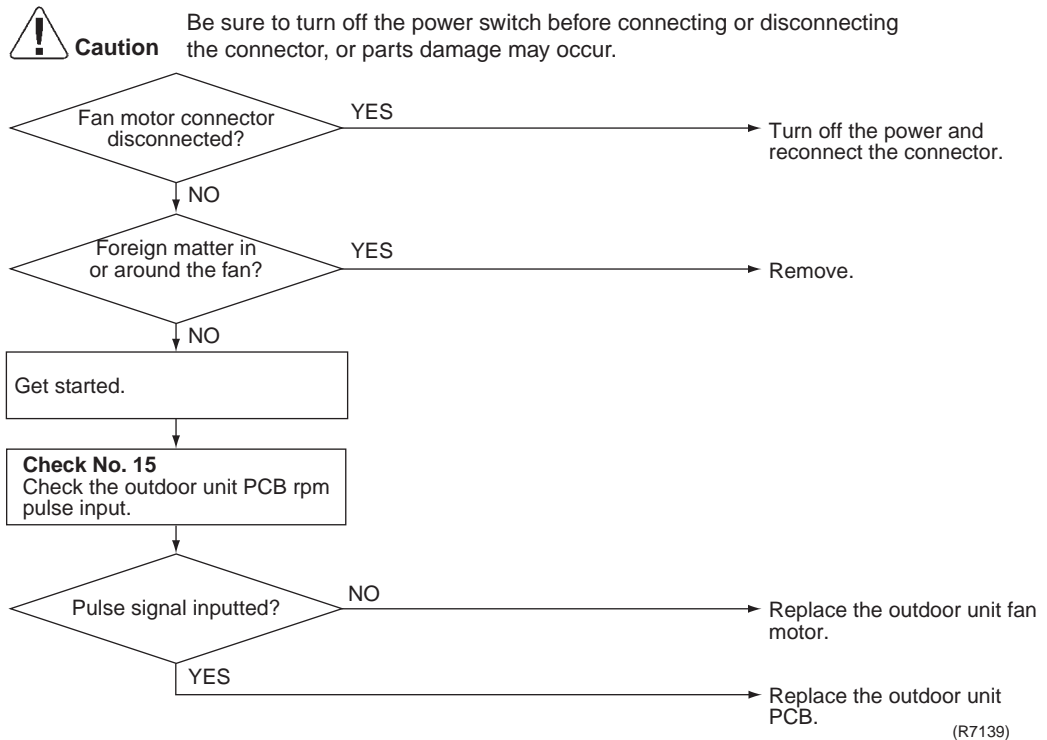 Caution
Be sure to turn off the power switch before connecting or disconnecting
the connector, or parts damage may occur.
Fan motor connector
disconnected?
YES
Turn off the power and
reconnect the connector.
NO
Foreign matter in
or around the fan?
YES
Remove.
NO
Get started.
Check No. 15
Check the outdoor unit PCB rpm
pulse input.
Pulse signal inputted?
NO
Replace the outdoor unit fan
motor.
YES
Replace the outdoor unit
PCB.
(R7139)